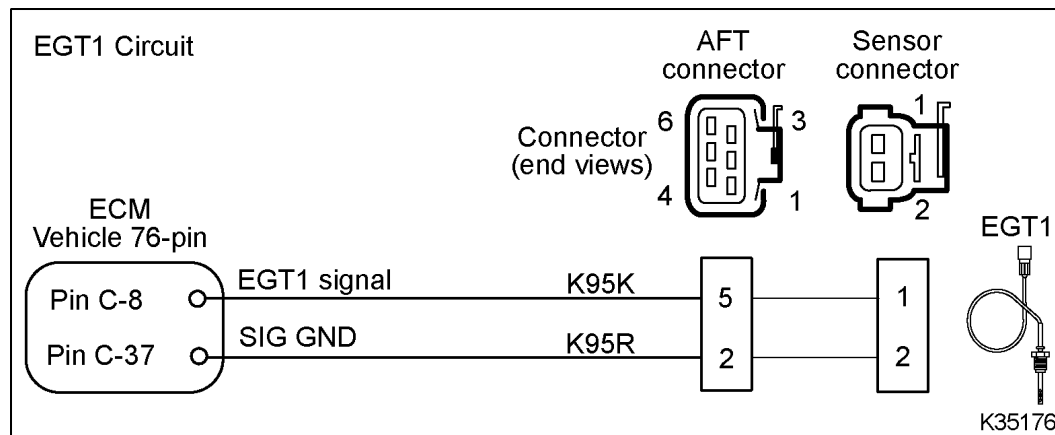 EGT1 Circuit
AFT
connector
Sensor
connector
Connector
(end views)
6
3
4
1
1
2
ECM
Vehicle 76-pin
EGT1
Pin C-8
EGT1 signal
K95K
5
1
Pin C-37
SIG GND
K95R
2
2
K35176